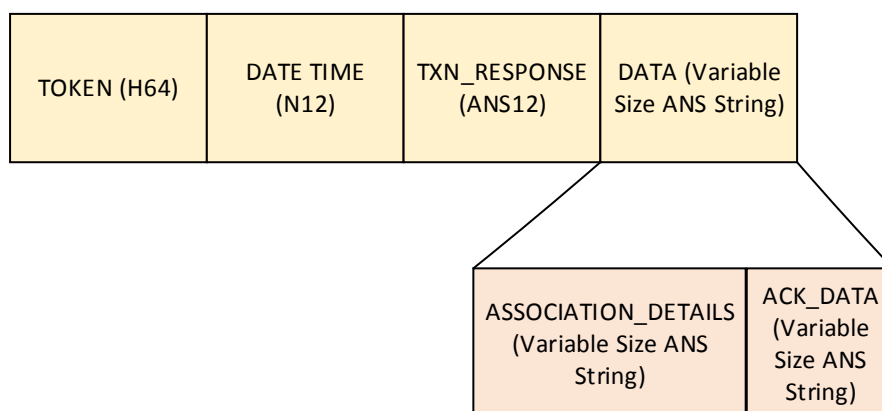 TOKEN (H64)
DATE TIME
(N12)
TXN_RESPONSE
(ANS12)
DATA (Variable
Size ANS String)
ASSOCIATION_DETAILS
(Variable Size ANS
String)
ACK_DATA
(Variable
Size ANS
String)